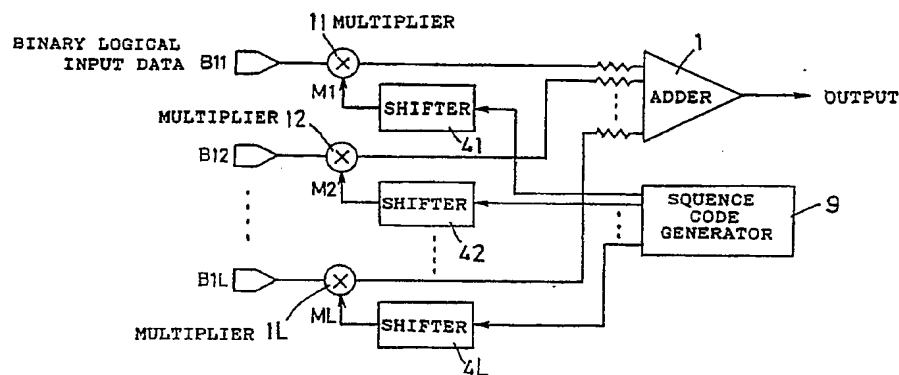 11 MULTIPLIER
BINARY LOGICAL
INPUT DATA B11
1
ADDER
OUTPUT
M1
SHIFTER
41
MULTIPLIER 12
B12
M2
SHIFTER
42
SQUENCE
CODE
GENERATOR
9
B1L
MULTIPLIER 1L
ML
SHIFTER
4L